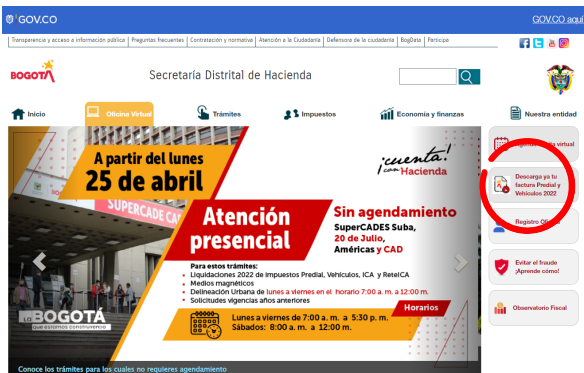 GOV.CO
GOV.CO aquí
Transparencia y acceso a información pública | Preguntas frecuentes | Contratación y normativa | Atención a la Ciudadanía | Defensora de la ciudadanía | BogData | Participa
BOGOTÁ
Secretaría Distrital de Hacienda
Inicio
Oficina Virtual
Trámites
Impuestos
Economía y finanzas
Nuestra entidad
A partir del lunes
25 de abril
¡cuenta!
con Hacienda
SUPERCADE CAD
Atención
presencial
Sin agendamiento
SuperCADES Suba,
20 de Julio,
Américas y CAD
Para estos trámites:
• Liquidaciones 2022 de Impuestos Predial, Vehículos, ICA y ReteICA
• Medios magnéticos
• Delineación Urbana de lunes a viernes en el horario 7:00 a. m. a 12:00 m.
• Solicitudes vigencias años anteriores
Horarios
Lunes a viernes de 7:00 a. m. a 5:30 p. m.
Sábados: 8:00 a. m. a 12:00 m.
LA BOGOTÁ
que estamos construyendo
Conoce los trámites para los cuales no requieres agendamiento
virtual
Descarga ya tu
factura Predial y
Vehículos 2022
Registro
Evitar el fraude
¡Aprende cómo!
Observatorio Fiscal